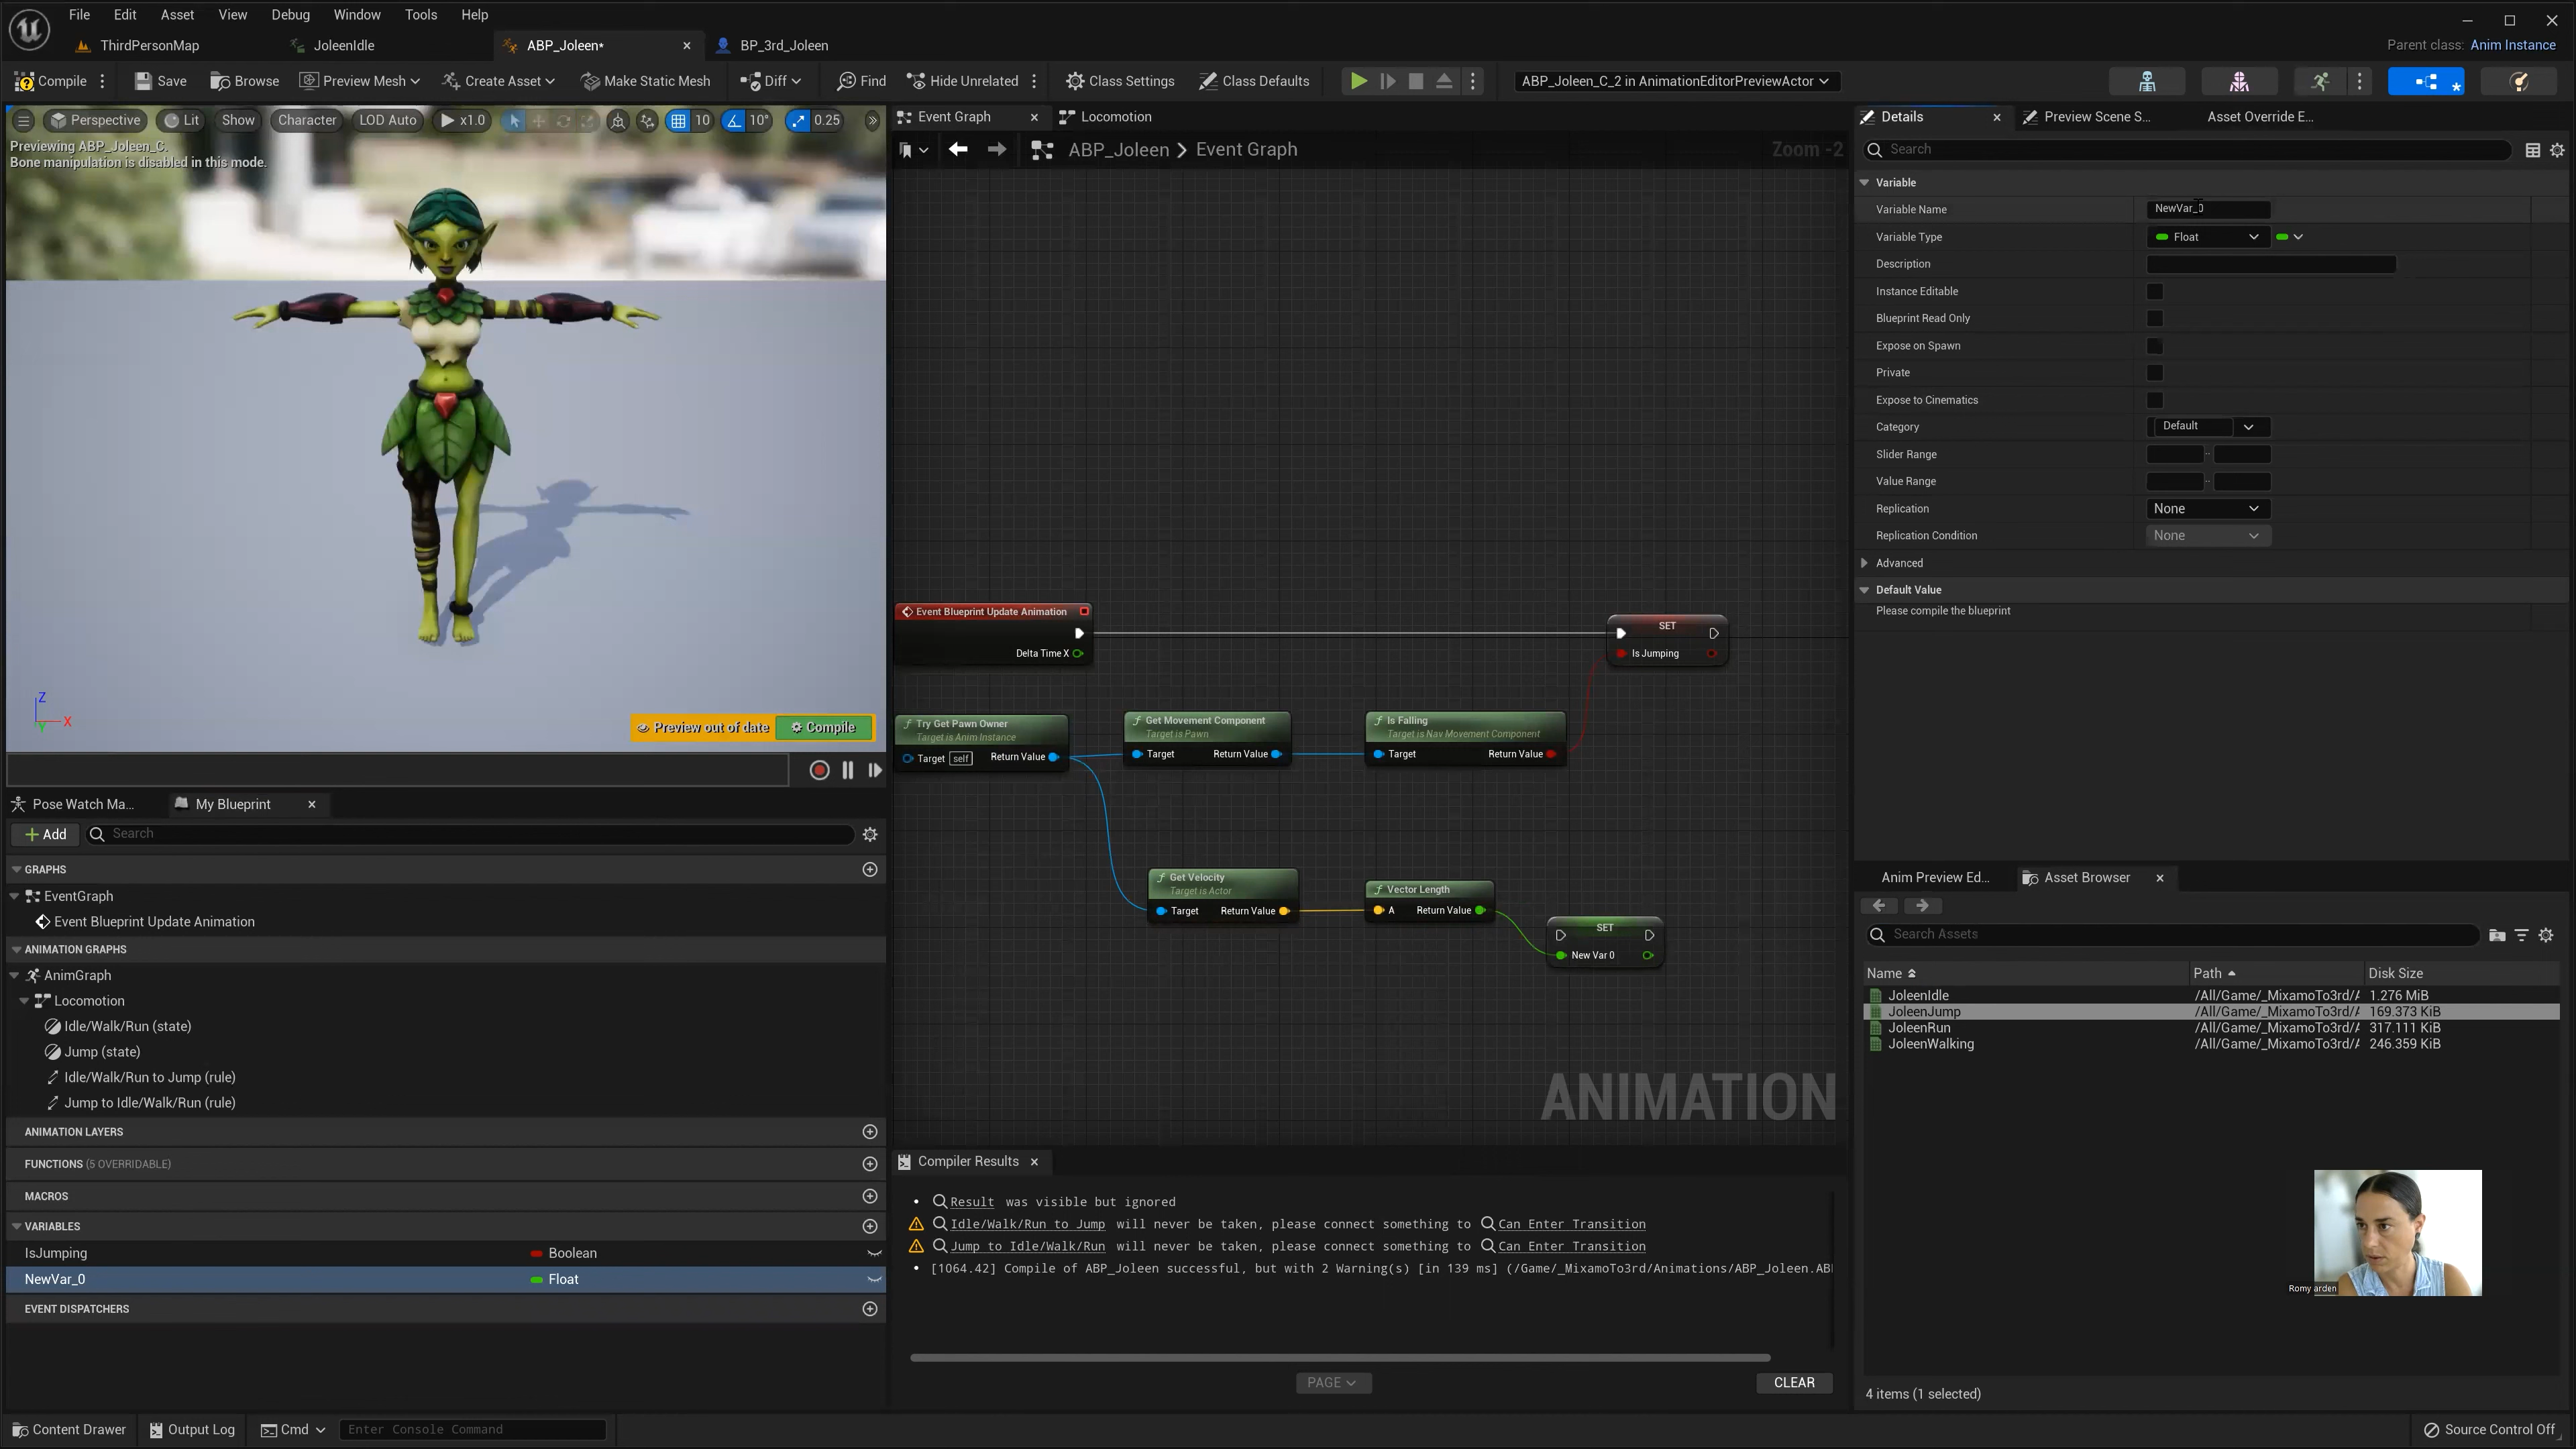 File Edit Asset View Debug Window Tools Help
ThirdPersonMap JoleenIdle ABP_Joleen* BP_3rd_Joleen
Parent class: Anim Instance
Compile Save Browse Preview Mesh Create Asset Make Static Mesh Diff Find Hide Unrelated Class Settings Class Defaults ABP_Joleen_C_2 in AnimationEditorPreviewActor
Perspective Lit Show Character LOD Auto x1.0 10 10° 0.25
Previewing ABP_Joleen_C.
Bone manipulation is disabled in this mode.
Z
X
Y
Preview out of date Compile
Pose Watch Ma... My Blueprint
Add Search
GRAPHS
EventGraph
Event Blueprint Update Animation
ANIMATION GRAPHS
AnimGraph
Locomotion
Idle/Walk/Run (state)
Jump (state)
Idle/Walk/Run to Jump (rule)
Jump to Idle/Walk/Run (rule)
ANIMATION LAYERS
FUNCTIONS (5 OVERRIDABLE)
MACROS
VARIABLES
IsJumping Boolean
NewVar_0 Float
EVENT DISPATCHERS
Event Graph Locomotion
ABP_Joleen > Event Graph Zoom -2
Event Blueprint Update Animation
Delta Time X
SET
Is Jumping
Try Get Pawn Owner
Target is Anim Instance
Target self Return Value
Get Movement Component
Target is Pawn
Target Return Value
Is Falling
Target is Nav Movement Component
Target Return Value
Get Velocity
Target is Actor
Target Return Value
Vector Length
A Return Value
SET
New Var 0
ANIMATION
Compiler Results
• Result was visible but ignored
Idle/Walk/Run to Jump will never be taken, please connect something to Can Enter Transition
Jump to Idle/Walk/Run will never be taken, please connect something to Can Enter Transition
• [1064.42] Compile of ABP_Joleen successful, but with 2 Warning(s) [in 139 ms] (/Game/_MixamoTo3rd/Animations/ABP_Joleen.AB
PAGE CLEAR
Details Preview Scene S... Asset Override E...
Search
Variable
Variable Name NewVar_0
Variable Type Float
Description
Instance Editable
Blueprint Read Only
Expose on Spawn
Private
Expose to Cinematics
Category Default
Slider Range
Value Range
Replication None
Replication Condition None
Advanced
Default Value
Please compile the blueprint
Anim Preview Ed... Asset Browser
Search Assets
Name Path Disk Size
JoleenIdle /All/Game/_MixamoTo3rd/ 1.276 MiB
JoleenJump /All/Game/_MixamoTo3rd/ 169.373 KiB
JoleenRun /All/Game/_MixamoTo3rd/ 317.111 KiB
JoleenWalking /All/Game/_MixamoTo3rd/ 246.359 KiB
Romy arden
4 items (1 selected)
Content Drawer Output Log Cmd Enter Console Command Source Control Off